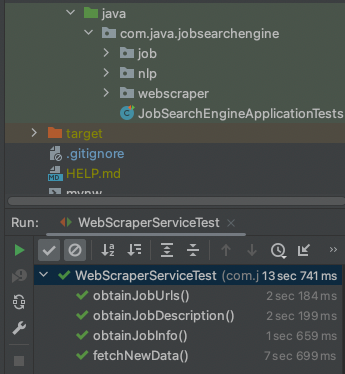 java
com.java.jobsearchengine
job
nlp
webscraper
JobSearchEngineApplicationTests
target
.gitignore
HELP.md
Run: WebScraperServiceTest
WebScraperServiceTest (com.j 13 sec 741 ms
obtainJobUrls() 2 sec 184 ms
obtainJobDescription() 2 sec 199 ms
obtainJobInfo() 1 sec 659 ms
fetchNewData() 7 sec 699 ms